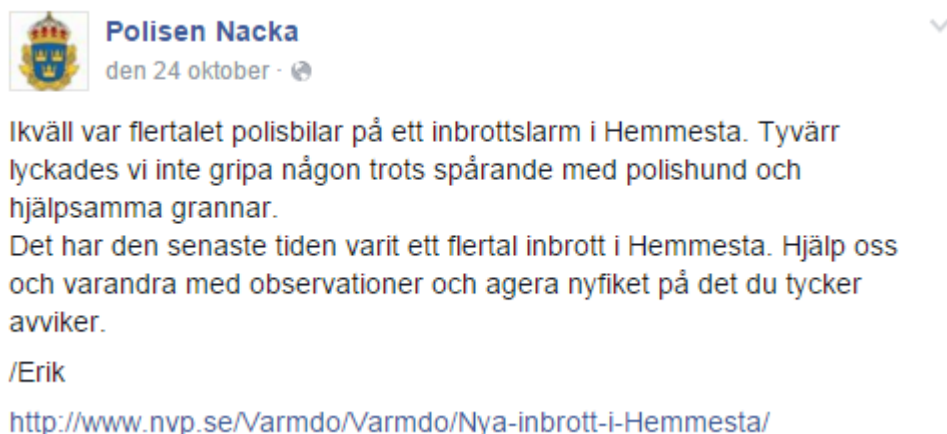 Polisen Nacka
den 24 oktober ·
Ikväll var flertalet polisbilar på ett inbrottslarm i Hemmesta. Tyvärr
lyckades vi inte gripa någon trots spårande med polishund och
hjälpsamma grannar.
Det har den senaste tiden varit ett flertal inbrott i Hemmesta. Hjälp oss
och varandra med observationer och agera nyfiket på det du tycker
avviker.
/Erik
http://www.nvp.se/Varmdo/Varmdo/Nya-inbrott-i-Hemmesta/